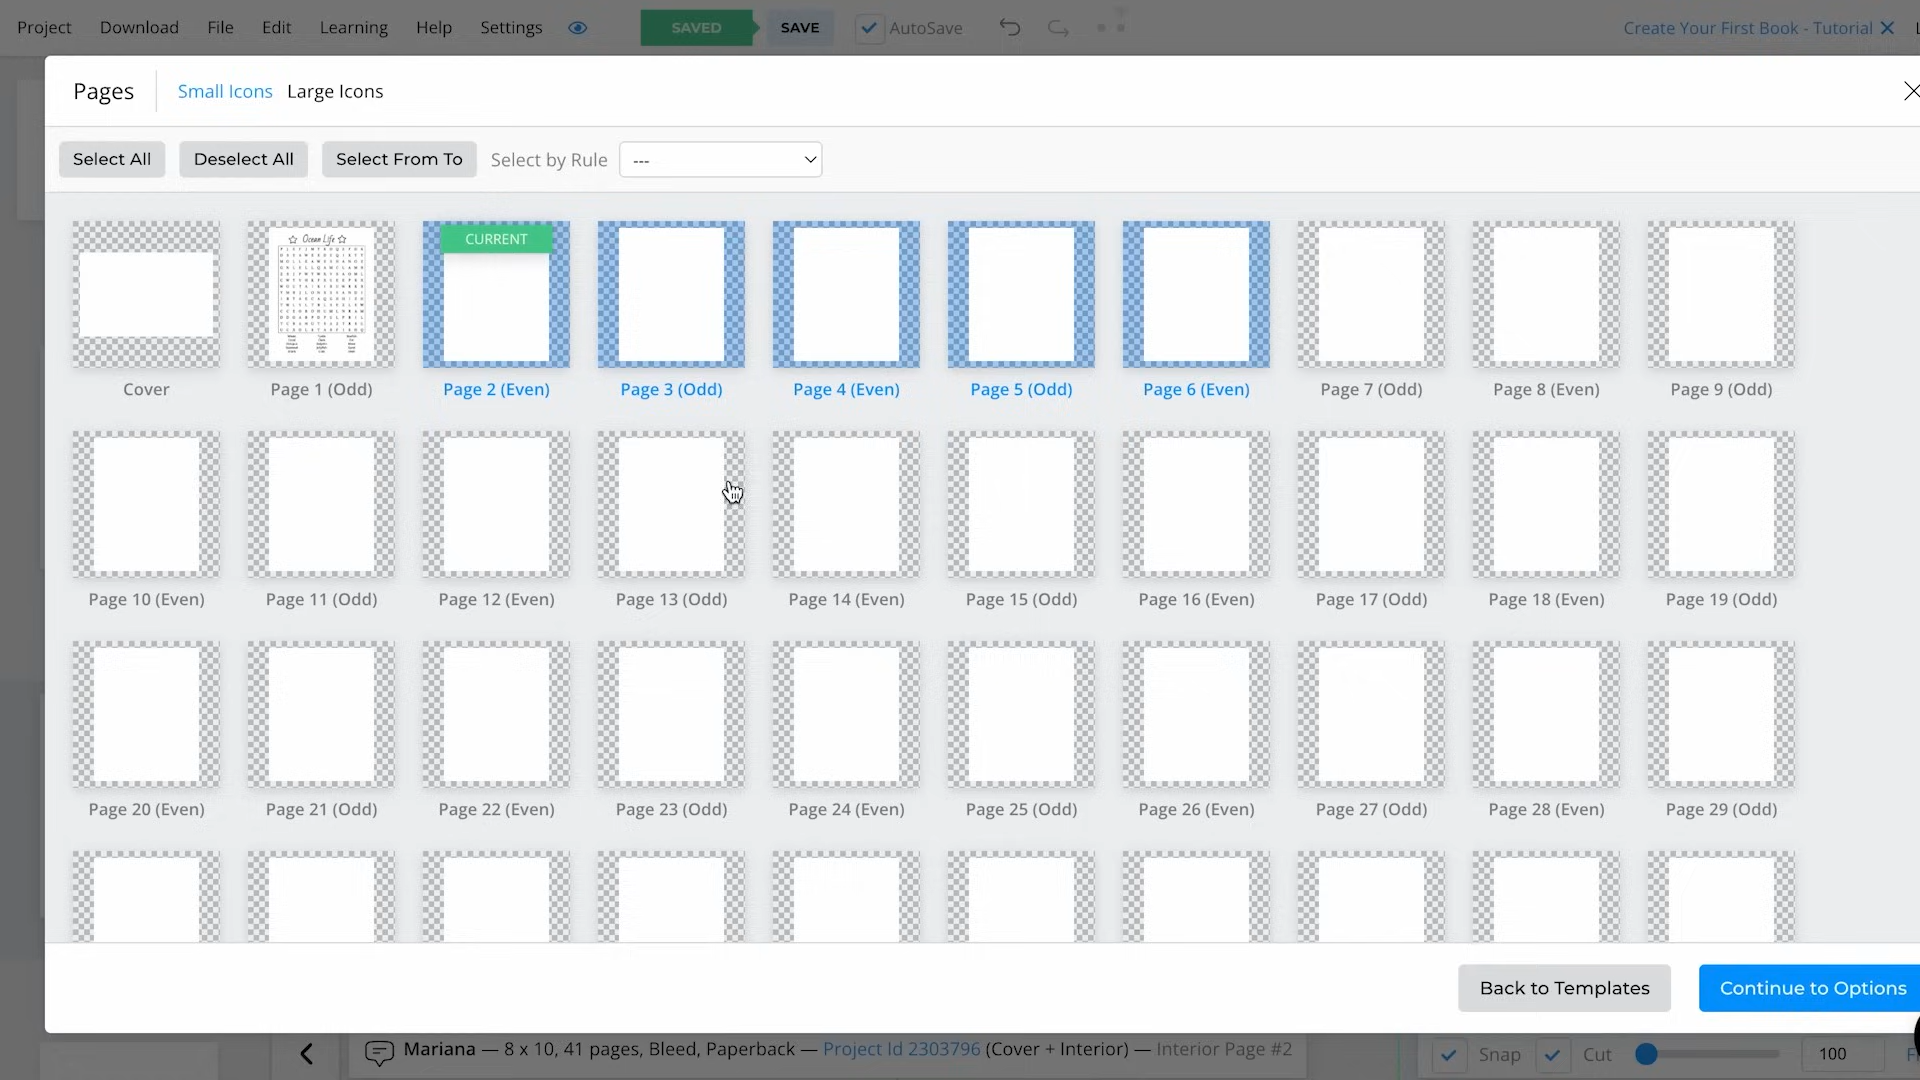 Project Download File Edit Learning Help Settings SAVED SAVE AutoSave Create Your First Book - Tutorial
Pages Small Icons Large Icons
Select All Deselect All Select From To Select by Rule ---
CURRENT
Ocean Life
Cover Page 1 (Odd) Page 2 (Even) Page 3 (Odd) Page 4 (Even) Page 5 (Odd) Page 6 (Even) Page 7 (Odd) Page 8 (Even) Page 9 (Odd)
Page 10 (Even) Page 11 (Odd) Page 12 (Even) Page 13 (Odd) Page 14 (Even) Page 15 (Odd) Page 16 (Even) Page 17 (Odd) Page 18 (Even) Page 19 (Odd)
Page 20 (Even) Page 21 (Odd) Page 22 (Even) Page 23 (Odd) Page 24 (Even) Page 25 (Odd) Page 26 (Even) Page 27 (Odd) Page 28 (Even) Page 29 (Odd)
Back to Templates Continue to Options
Mariana — 8 x 10, 41 pages, Bleed, Paperback — Project Id 2303796 (Cover + Interior) — Interior Page #2 Snap Cut 100